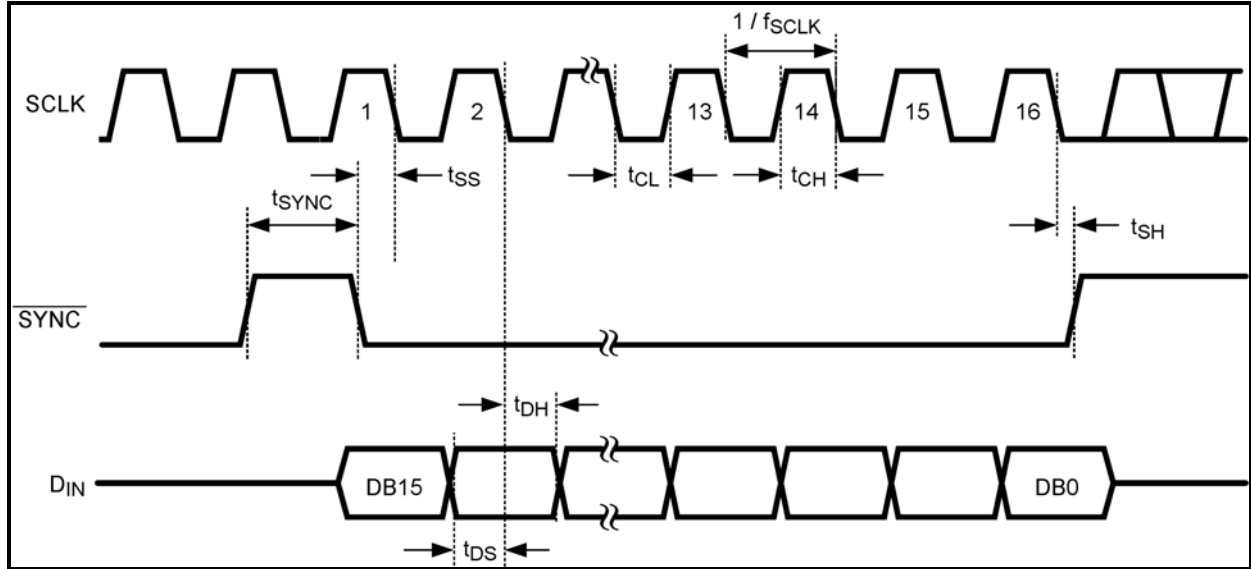 1 / fSCLK
SCLK
1 2 13 14 15 16
tSS tCL tCH
tSYNC
tSH
SYNC
tDH
DIN
DB15 DB0
tDS